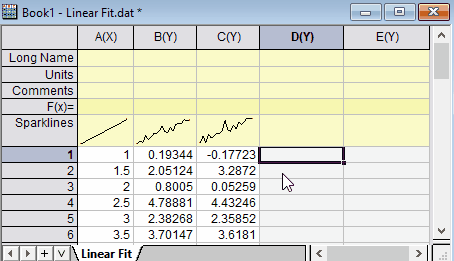 Book1 - Linear Fit.dat *
A(X) B(Y) C(Y) D(Y) E(Y)
Long Name
Units
Comments
F(x)=
Sparklines
1 1 0.19344 -0.17723
2 1.5 2.05124 3.2872
3 2 0.8005 0.05259
4 2.5 4.78881 4.43246
5 3 2.38268 2.35852
6 3.5 3.70147 3.6181
Linear Fit